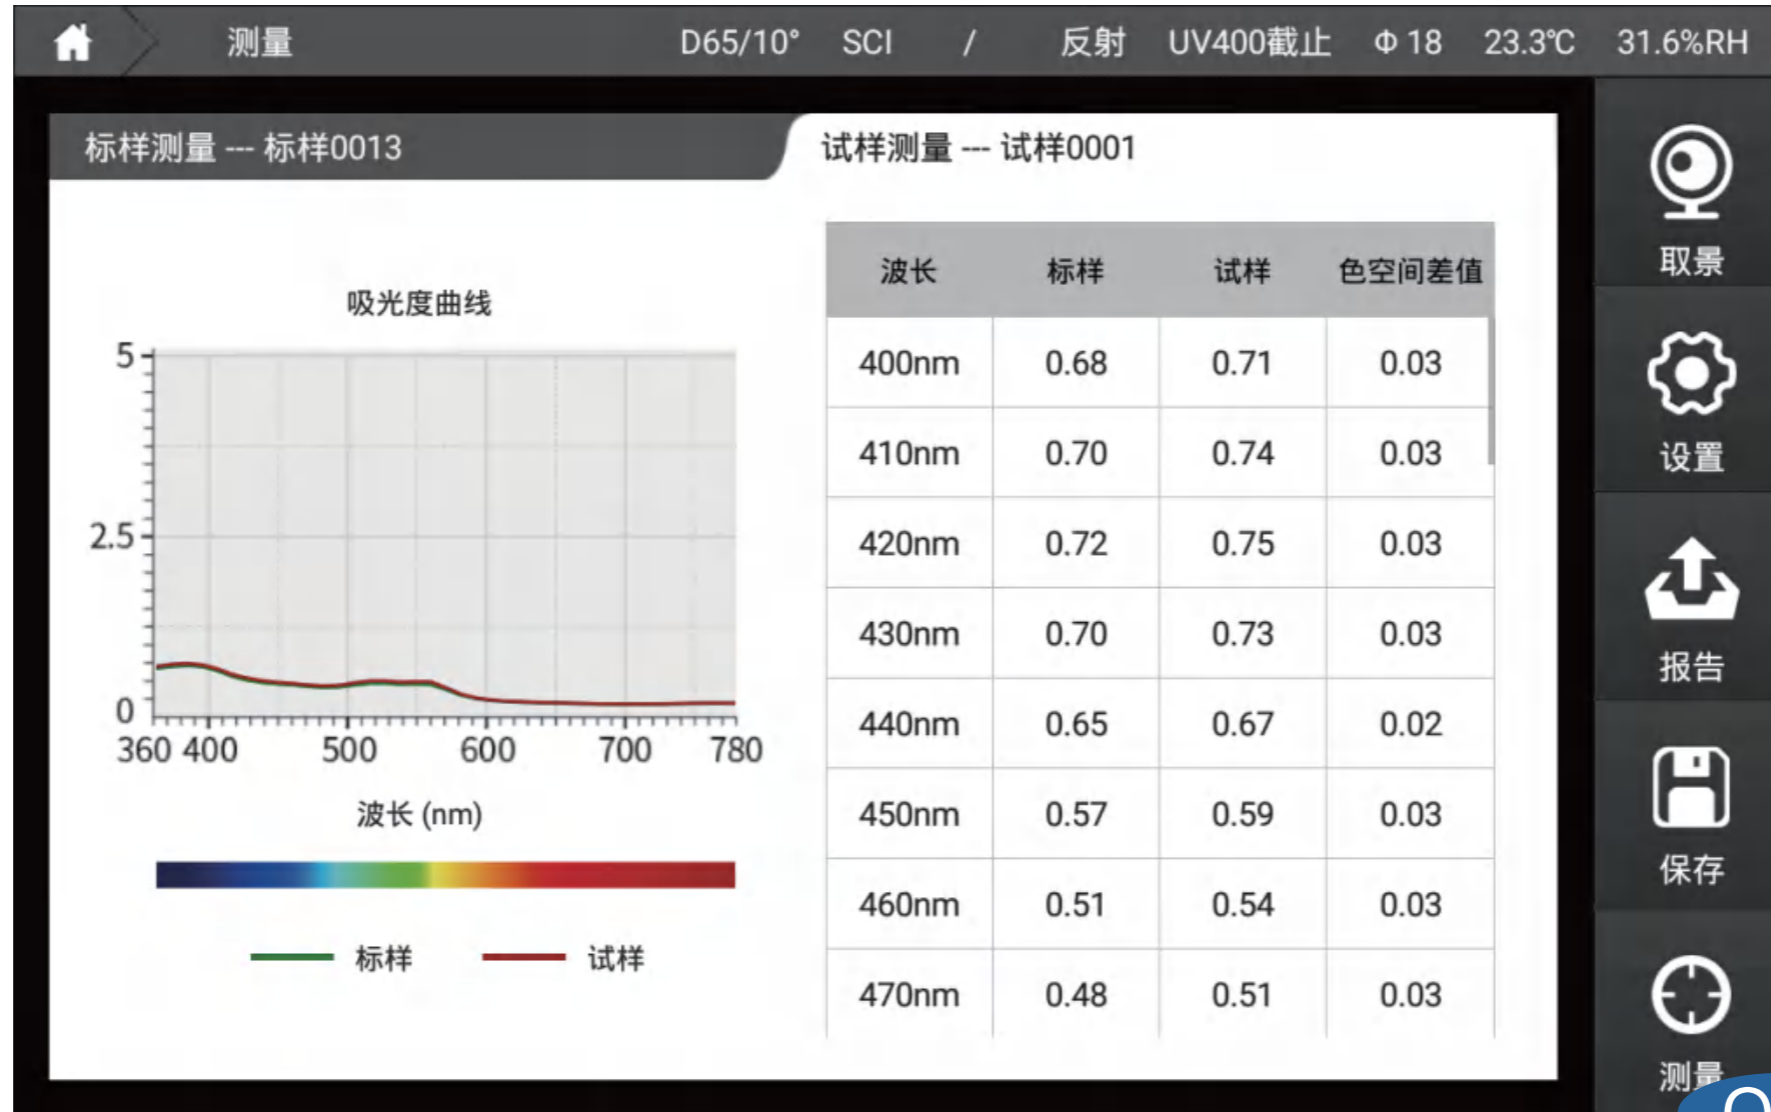 测量 D65/10° SCI / 反射 UV400截止 Φ 18 23.3℃ 31.6%RH
标样测量 --- 标样0013
试样测量 --- 试样0001
吸光度曲线
5
2.5
0
360 400 500 600 700 780
波长 (nm)
标样 试样
波长 标样 试样 色空间差值
400nm 0.68 0.71 0.03
410nm 0.70 0.74 0.03
420nm 0.72 0.75 0.03
430nm 0.70 0.73 0.03
440nm 0.65 0.67 0.02
450nm 0.57 0.59 0.03
460nm 0.51 0.54 0.03
470nm 0.48 0.51 0.03
取景
设置
报告
保存
测量